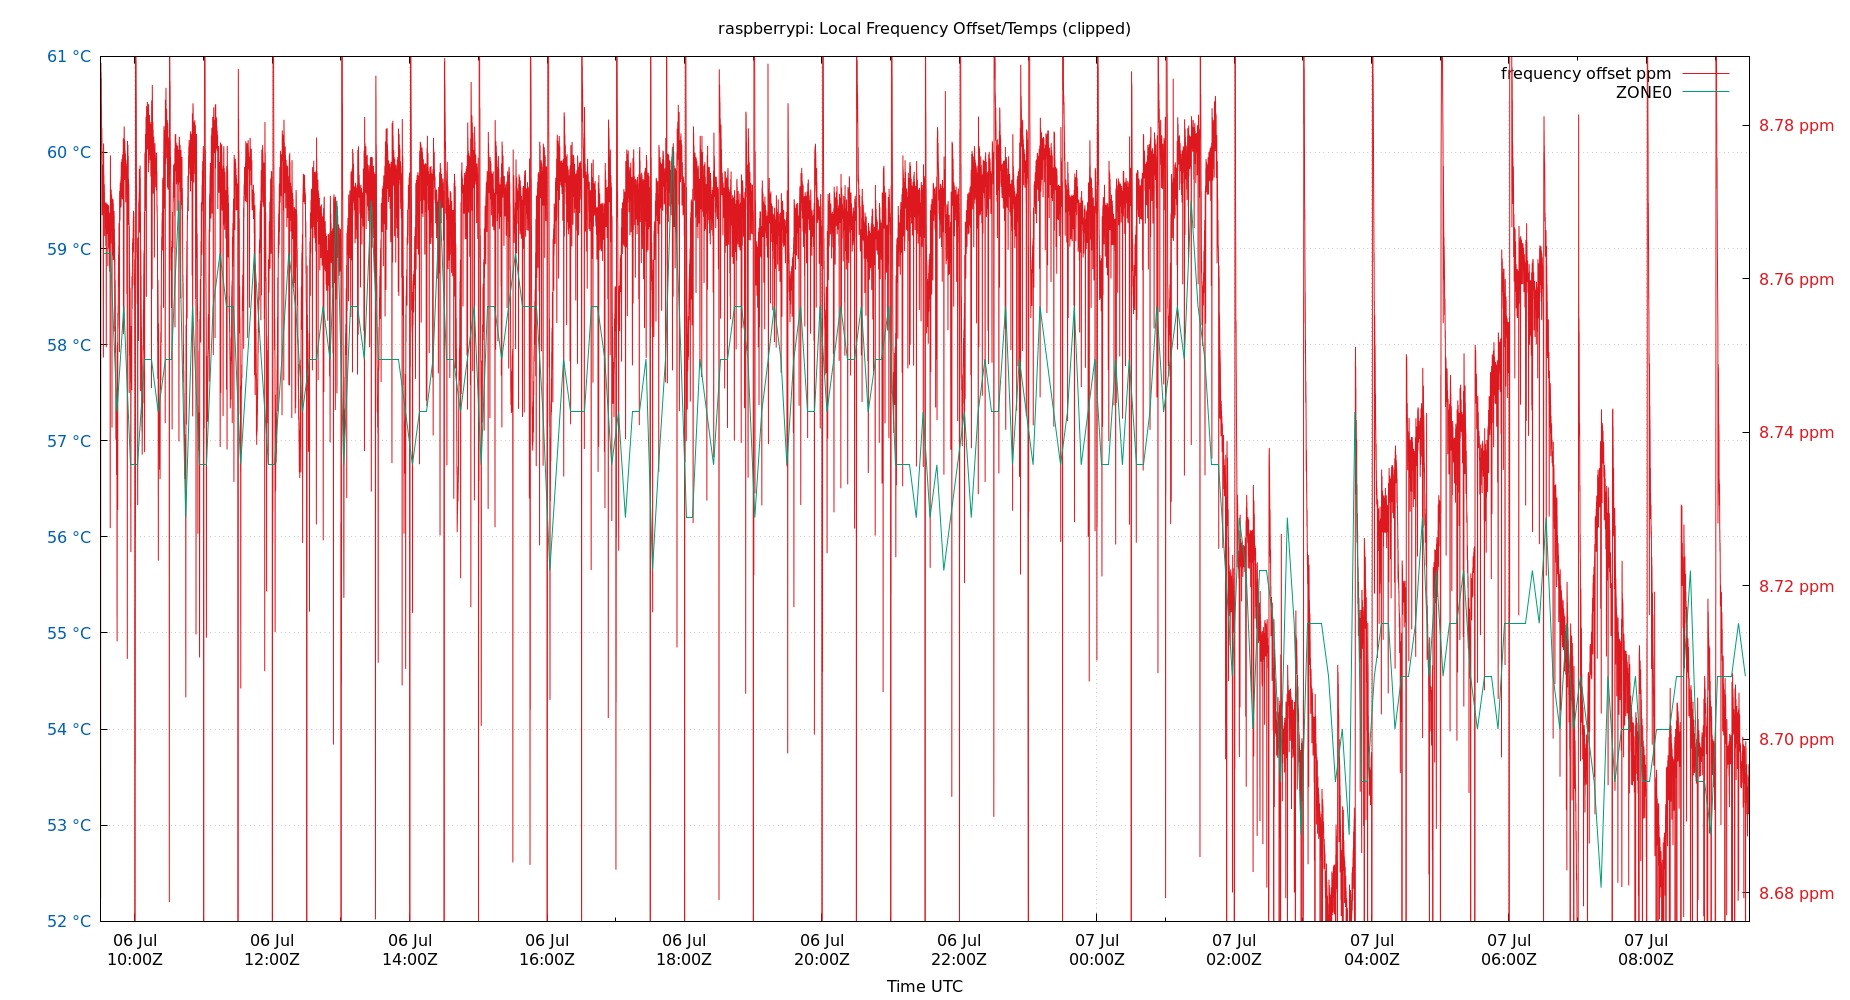 raspberrypi: Local Frequency Offset/Temps (clipped)
frequency offset ppm
ZONE0
61 °C
60 °C
59 °C
58 °C
57 °C
56 °C
55 °C
54 °C
53 °C
52 °C
8.78 ppm
8.76 ppm
8.74 ppm
8.72 ppm
8.70 ppm
8.68 ppm
06 Jul
10:00Z
06 Jul
12:00Z
06 Jul
14:00Z
06 Jul
16:00Z
06 Jul
18:00Z
06 Jul
20:00Z
06 Jul
22:00Z
07 Jul
00:00Z
07 Jul
02:00Z
07 Jul
04:00Z
07 Jul
06:00Z
07 Jul
08:00Z
Time UTC